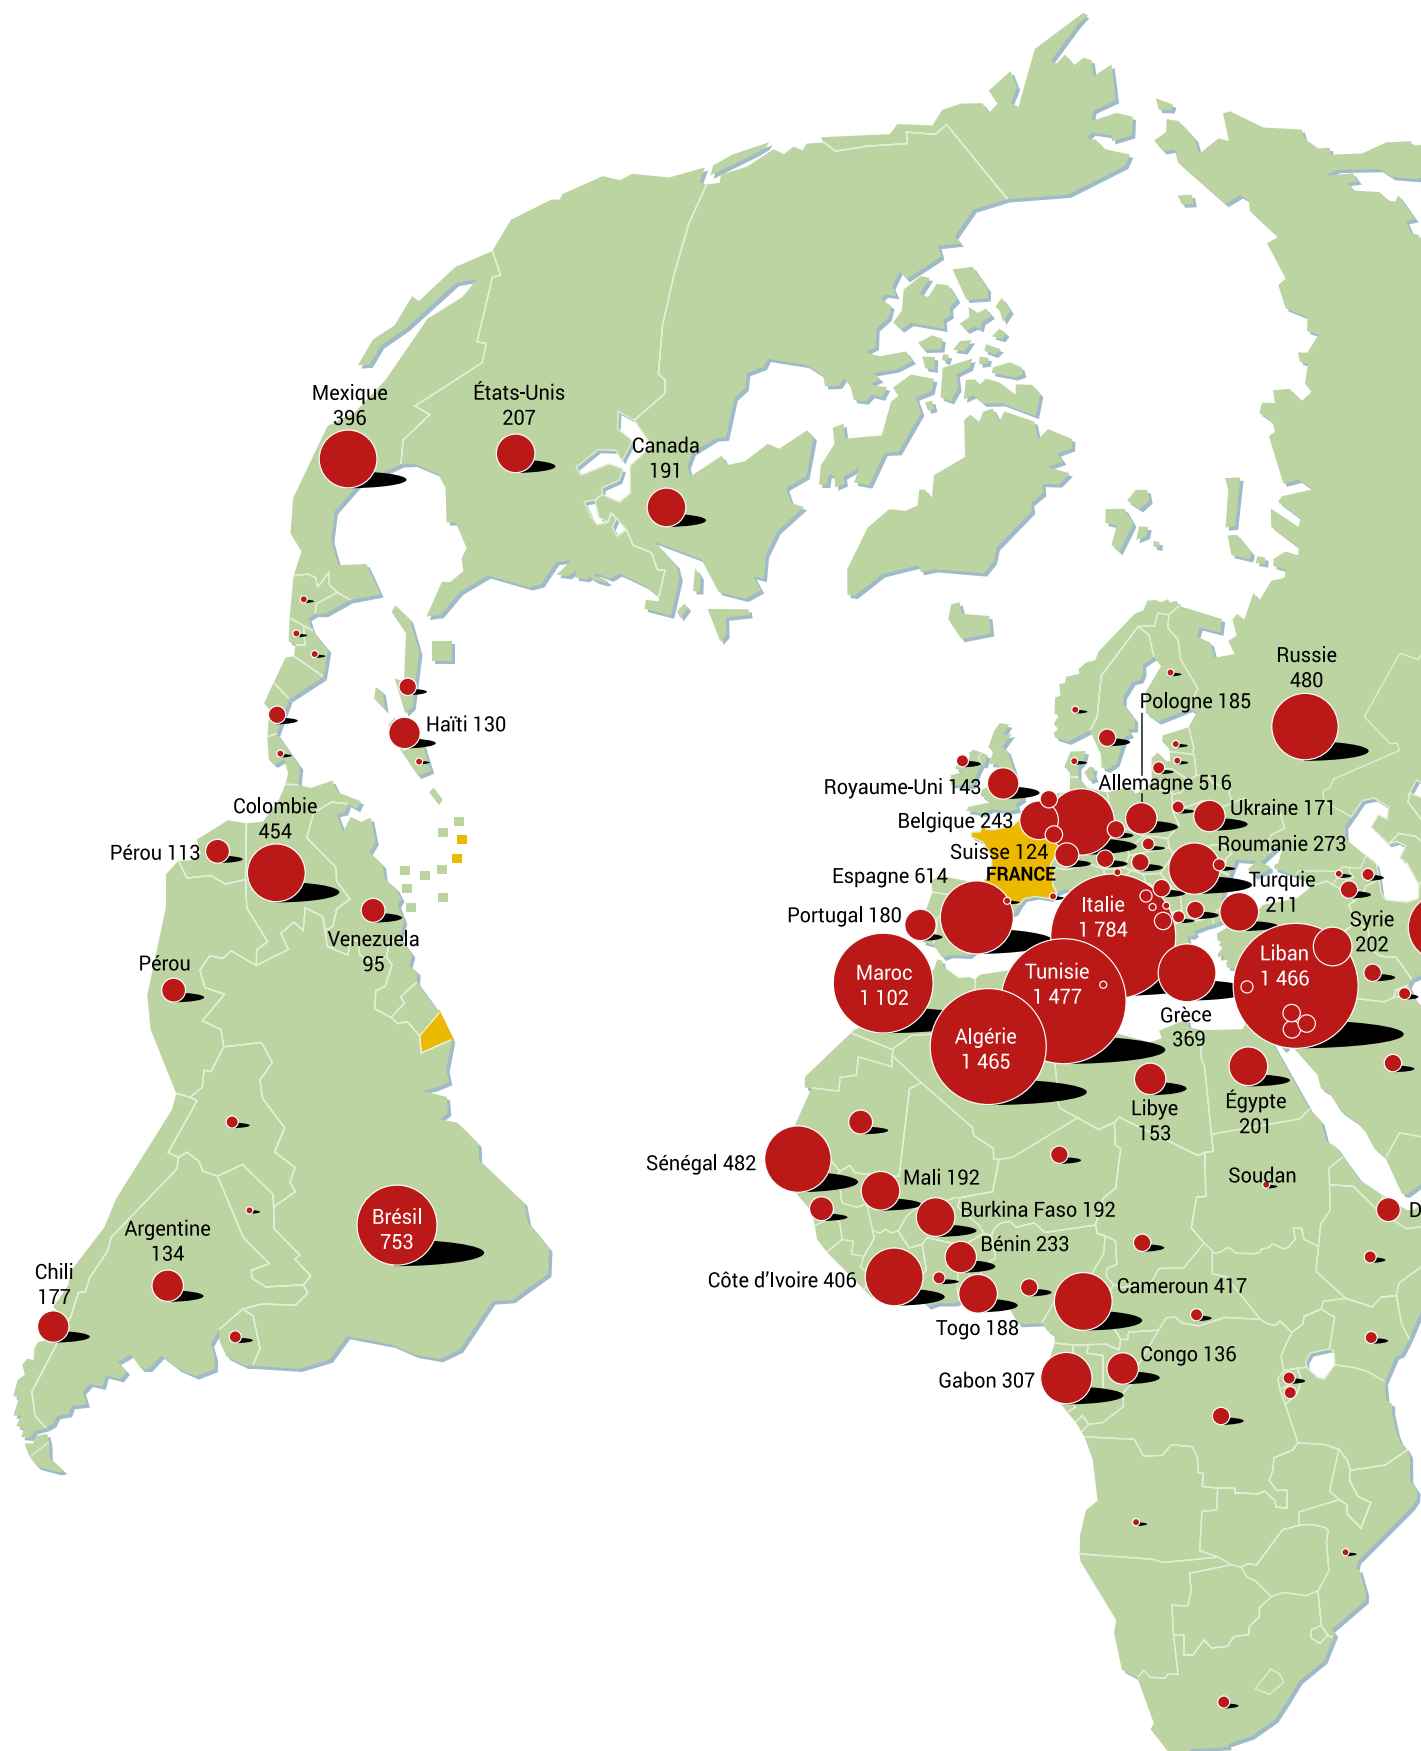 Mexique
396
États-Unis
207
Canada
191
Russie
480
Pologne 185
Haïti 130
Royaume-Uni 143
Allemagne 516
Colombie
454
Belgique 243
Ukraine 171
Pérou 113
Suisse 124
Roumanie 273
FRANCE
Espagne 614
Turquie
211
Portugal 180
Italie
1 784
Syrie
202
Venezuela
95
Liban
1 466
Pérou
Maroc
1 102
Tunisie
1 477
Grèce
369
Algérie
1 465
Libye
153
Égypte
201
Sénégal 482
Mali 192
Soudan
Burkina Faso 192
D
Brésil
753
Argentine
134
Bénin 233
Chili
177
Côte d'Ivoire 406
Cameroun 417
Togo 188
Congo 136
Gabon 307